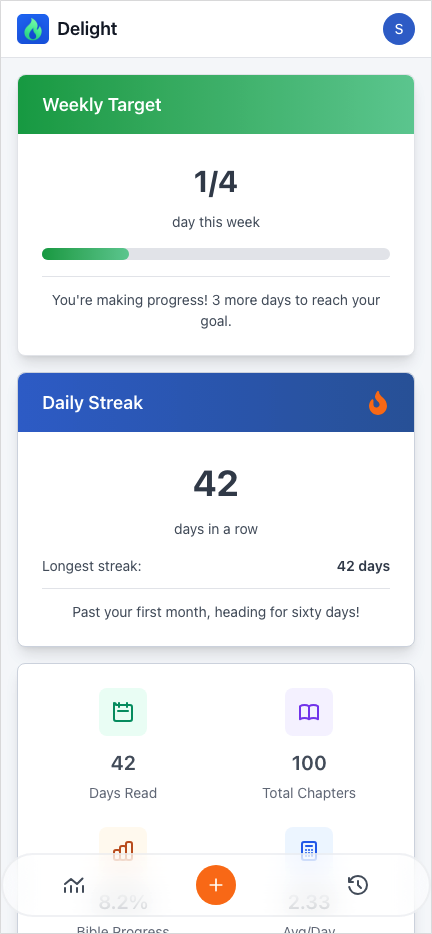 Delight
S
Weekly Target
1/4
day this week
You're making progress! 3 more days to reach your
goal.
Daily Streak
42
days in a row
Longest streak: 42 days
Past your first month, heading for sixty days!
42 100
Days Read Total Chapters
8.2% 2.33
Bible Progress Avg/Day